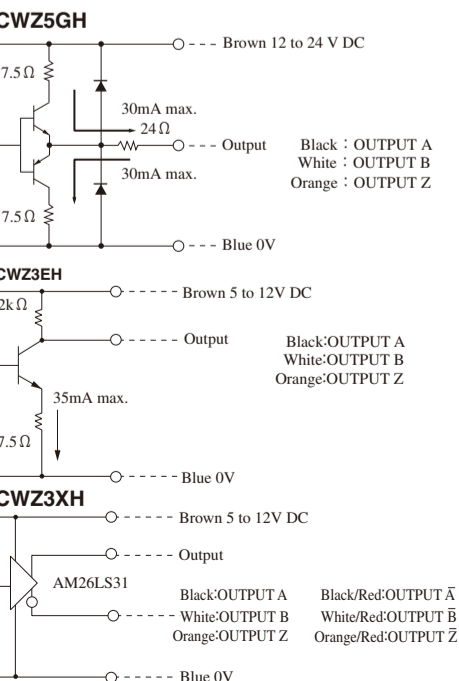 CWZ5GH
Brown 12 to 24 V DC
7.5Ω
30mA max.
24Ω
Output
Black：OUTPUT A
30mA max.
White：OUTPUT B
Orange：OUTPUT Z
7.5Ω
Blue 0V
CWZ3EH
Brown 5 to 12V DC
2kΩ
Output
Black:OUTPUT A
White:OUTPUT B
Orange:OUTPUT Z
35mA max.
7.5Ω
Blue 0V
CWZ3XH
Brown 5 to 12V DC
Output
AM26LS31
Black:OUTPUT A Black/Red:OUTPUT A̅
White:OUTPUT B White/Red:OUTPUT B̅
Orange:OUTPUT Z Orange/Red:OUTPUT Z̅
Blue 0V